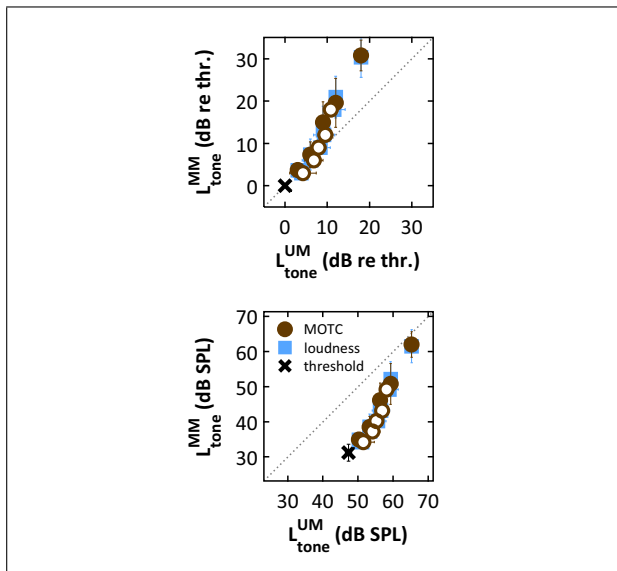 30
20
10
0
L^MM_tone (dB re thr.)
0 10 20 30
L^UM_tone (dB re thr.)
70
60
50
40
30
L^MM_tone (dB SPL)
MOTC
loudness
threshold
30 40 50 60 70
L^UM_tone (dB SPL)